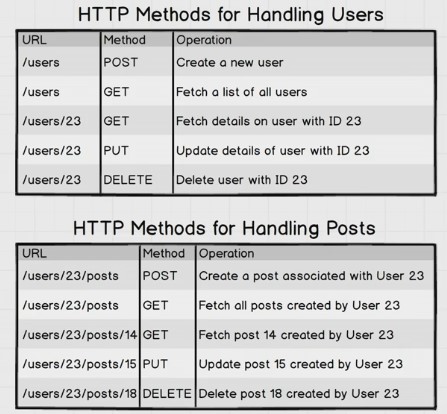 HTTP Methods for Handling Users
URL Method Operation
/users POST Create a new user
/users GET Fetch a list of all users
/users/23 GET Fetch details on user with ID 23
/users/23 PUT Update details of user with ID 23
/users/23 DELETE Delete user with ID 23
HTTP Methods for Handling Posts
URL Method Operation
/users/23/posts POST Create a post associated with User 23
/users/23/posts GET Fetch all posts created by User 23
/users/23/posts/14 GET Fetch post 14 created by User 23
/users/23/posts/15 PUT Update post 15 created by User 23
/users/23/posts/18 DELETE Delete post 18 created by User 23